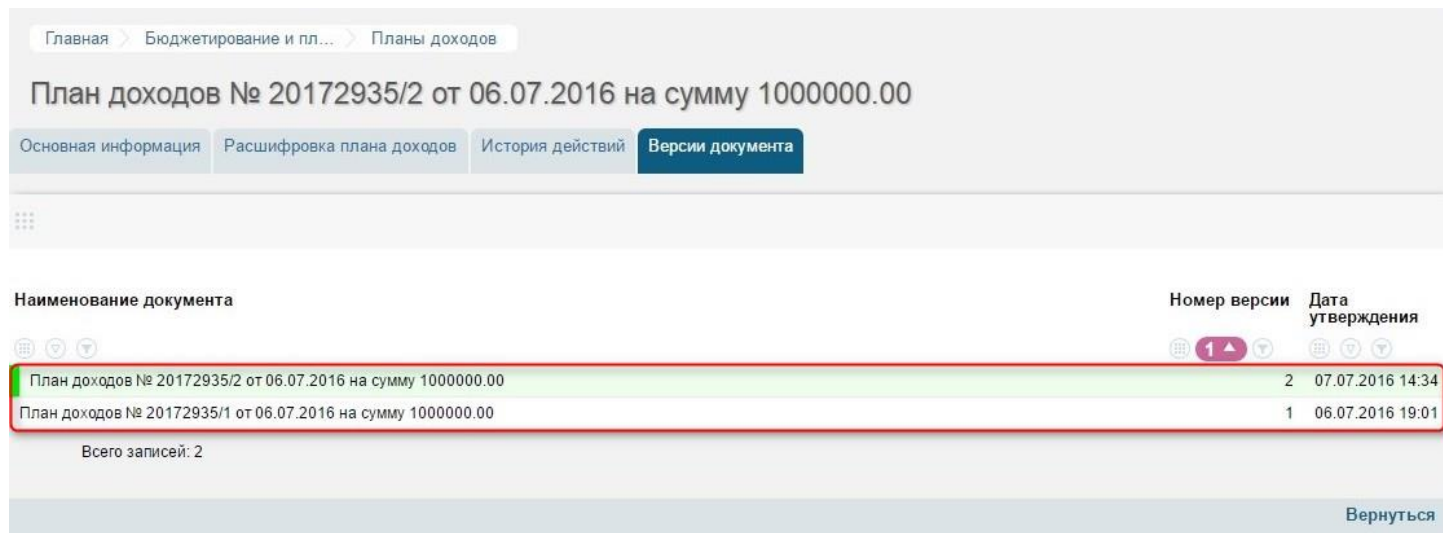 Главная Бюджетирование и пл... Планы доходов
План доходов № 20172935/2 от 06.07.2016 на сумму 1000000.00
Основная информация Расшифровка плана доходов История действий Версии документа
Наименование документа Номер версии Дата утверждения
1
План доходов № 20172935/2 от 06.07.2016 на сумму 1000000.00 2 07.07.2016 14:34
План доходов № 20172935/1 от 06.07.2016 на сумму 1000000.00 1 06.07.2016 19:01
Всего записей: 2
Вернуться